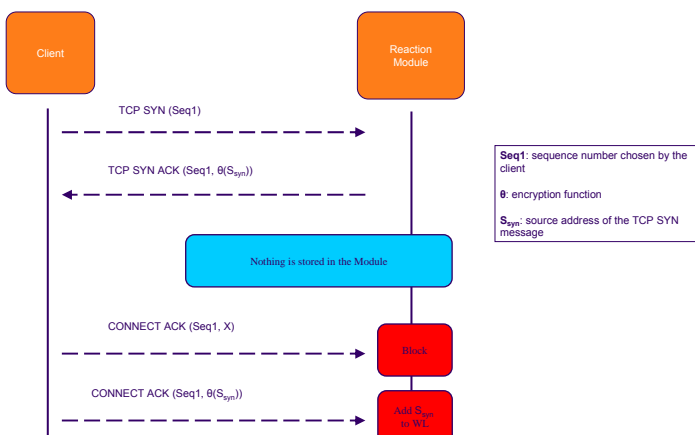 Client
Reaction
Module
TCP SYN (Seq1)
TCP SYN ACK (Seq1, θ(Ssyn))
Seq1: sequence number chosen by the
client
θ: encryption function
Ssyn: source address of the TCP SYN
message
Nothing is stored in the Module
CONNECT ACK (Seq1, X)
Block
CONNECT ACK (Seq1, θ(Ssyn))
Add Ssyn
to WL